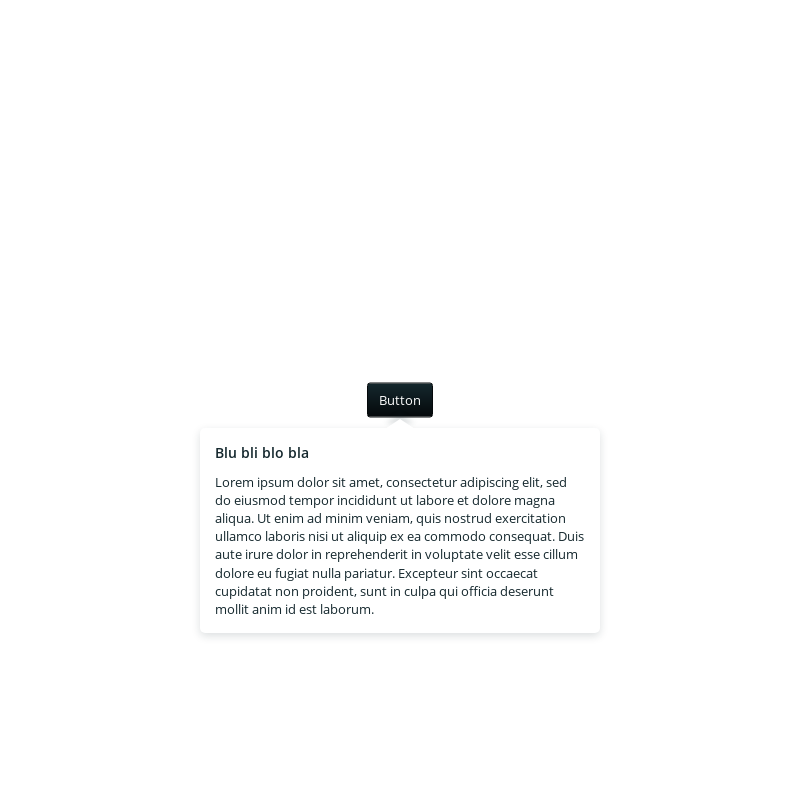 Button
Blu bli blo bla
Lorem ipsum dolor sit amet, consectetur adipiscing elit, sed
do eiusmod tempor incididunt ut labore et dolore magna
aliqua. Ut enim ad minim veniam, quis nostrud exercitation
ullamco laboris nisi ut aliquip ex ea commodo consequat. Duis
aute irure dolor in reprehenderit in voluptate velit esse cillum
dolore eu fugiat nulla pariatur. Excepteur sint occaecat
cupidatat non proident, sunt in culpa qui officia deserunt
mollit anim id est laborum.